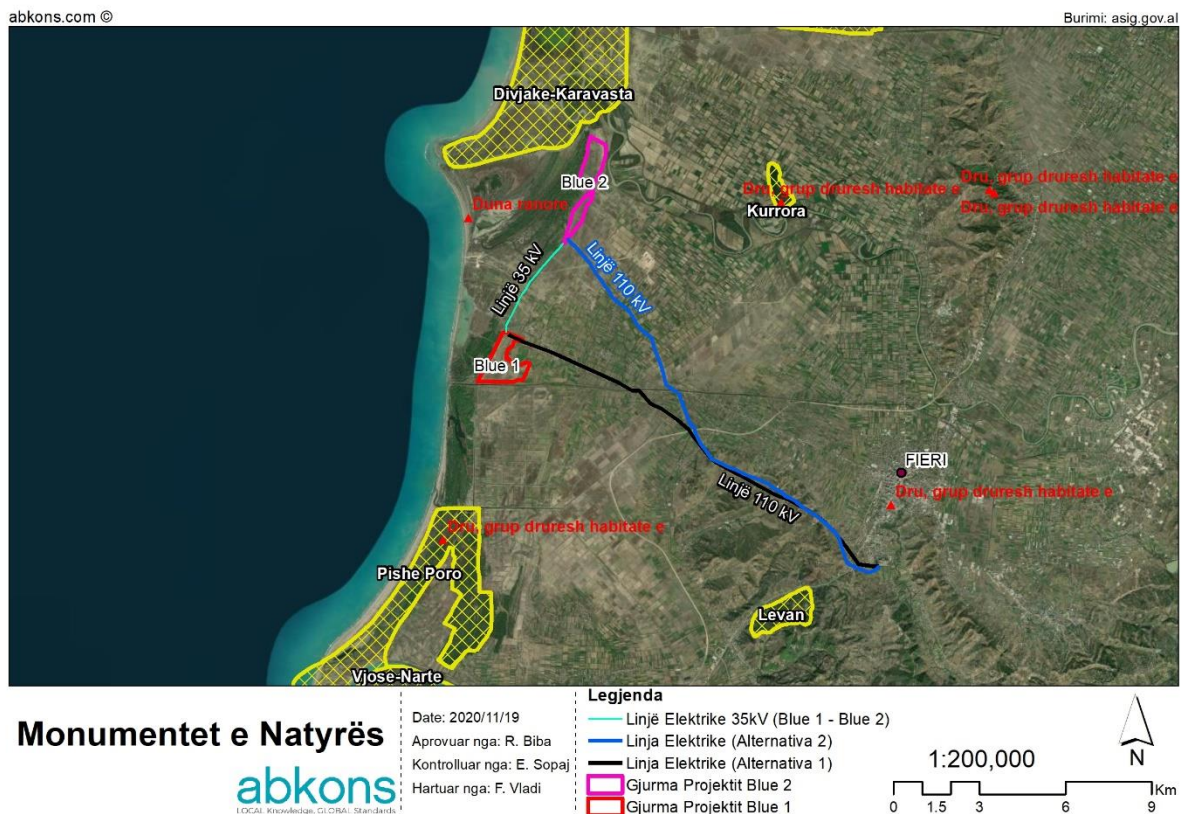 abkons.com ©
Burimi: asig.gov.al
Divjake-Karavasta
Blue 2
Dru, grup druresh habitate e
Dru, grup druresh habitate e
Dru, grup druresh habitate e
Kurrora
Duna ranore
Linjë 35 kV
Linjë 110 kV
Blue 1
FIERI
Linjë 110 kV
Dru, grup druresh habitate e
Dru, grup druresh habitate e
Pishe Poro
Levan
Vjose-Narte
Monumentet e Natyrës
abkons
LOCAL Knowledge, GLOBAL Standards
Date: 2020/11/19
Aprovuar nga: R. Biba
Kontrolluar nga: E. Sopaj
Hartuar nga: F. Vladi
Legjenda
Linjë Elektrike 35kV (Blue 1 - Blue 2)
Linja Elektrike (Alternativa 2)
Linja Elektrike (Alternativa 1)
Gjurma Projektit Blue 2
Gjurma Projektit Blue 1
1:200,000
N
Km
0 1.5 3 6 9